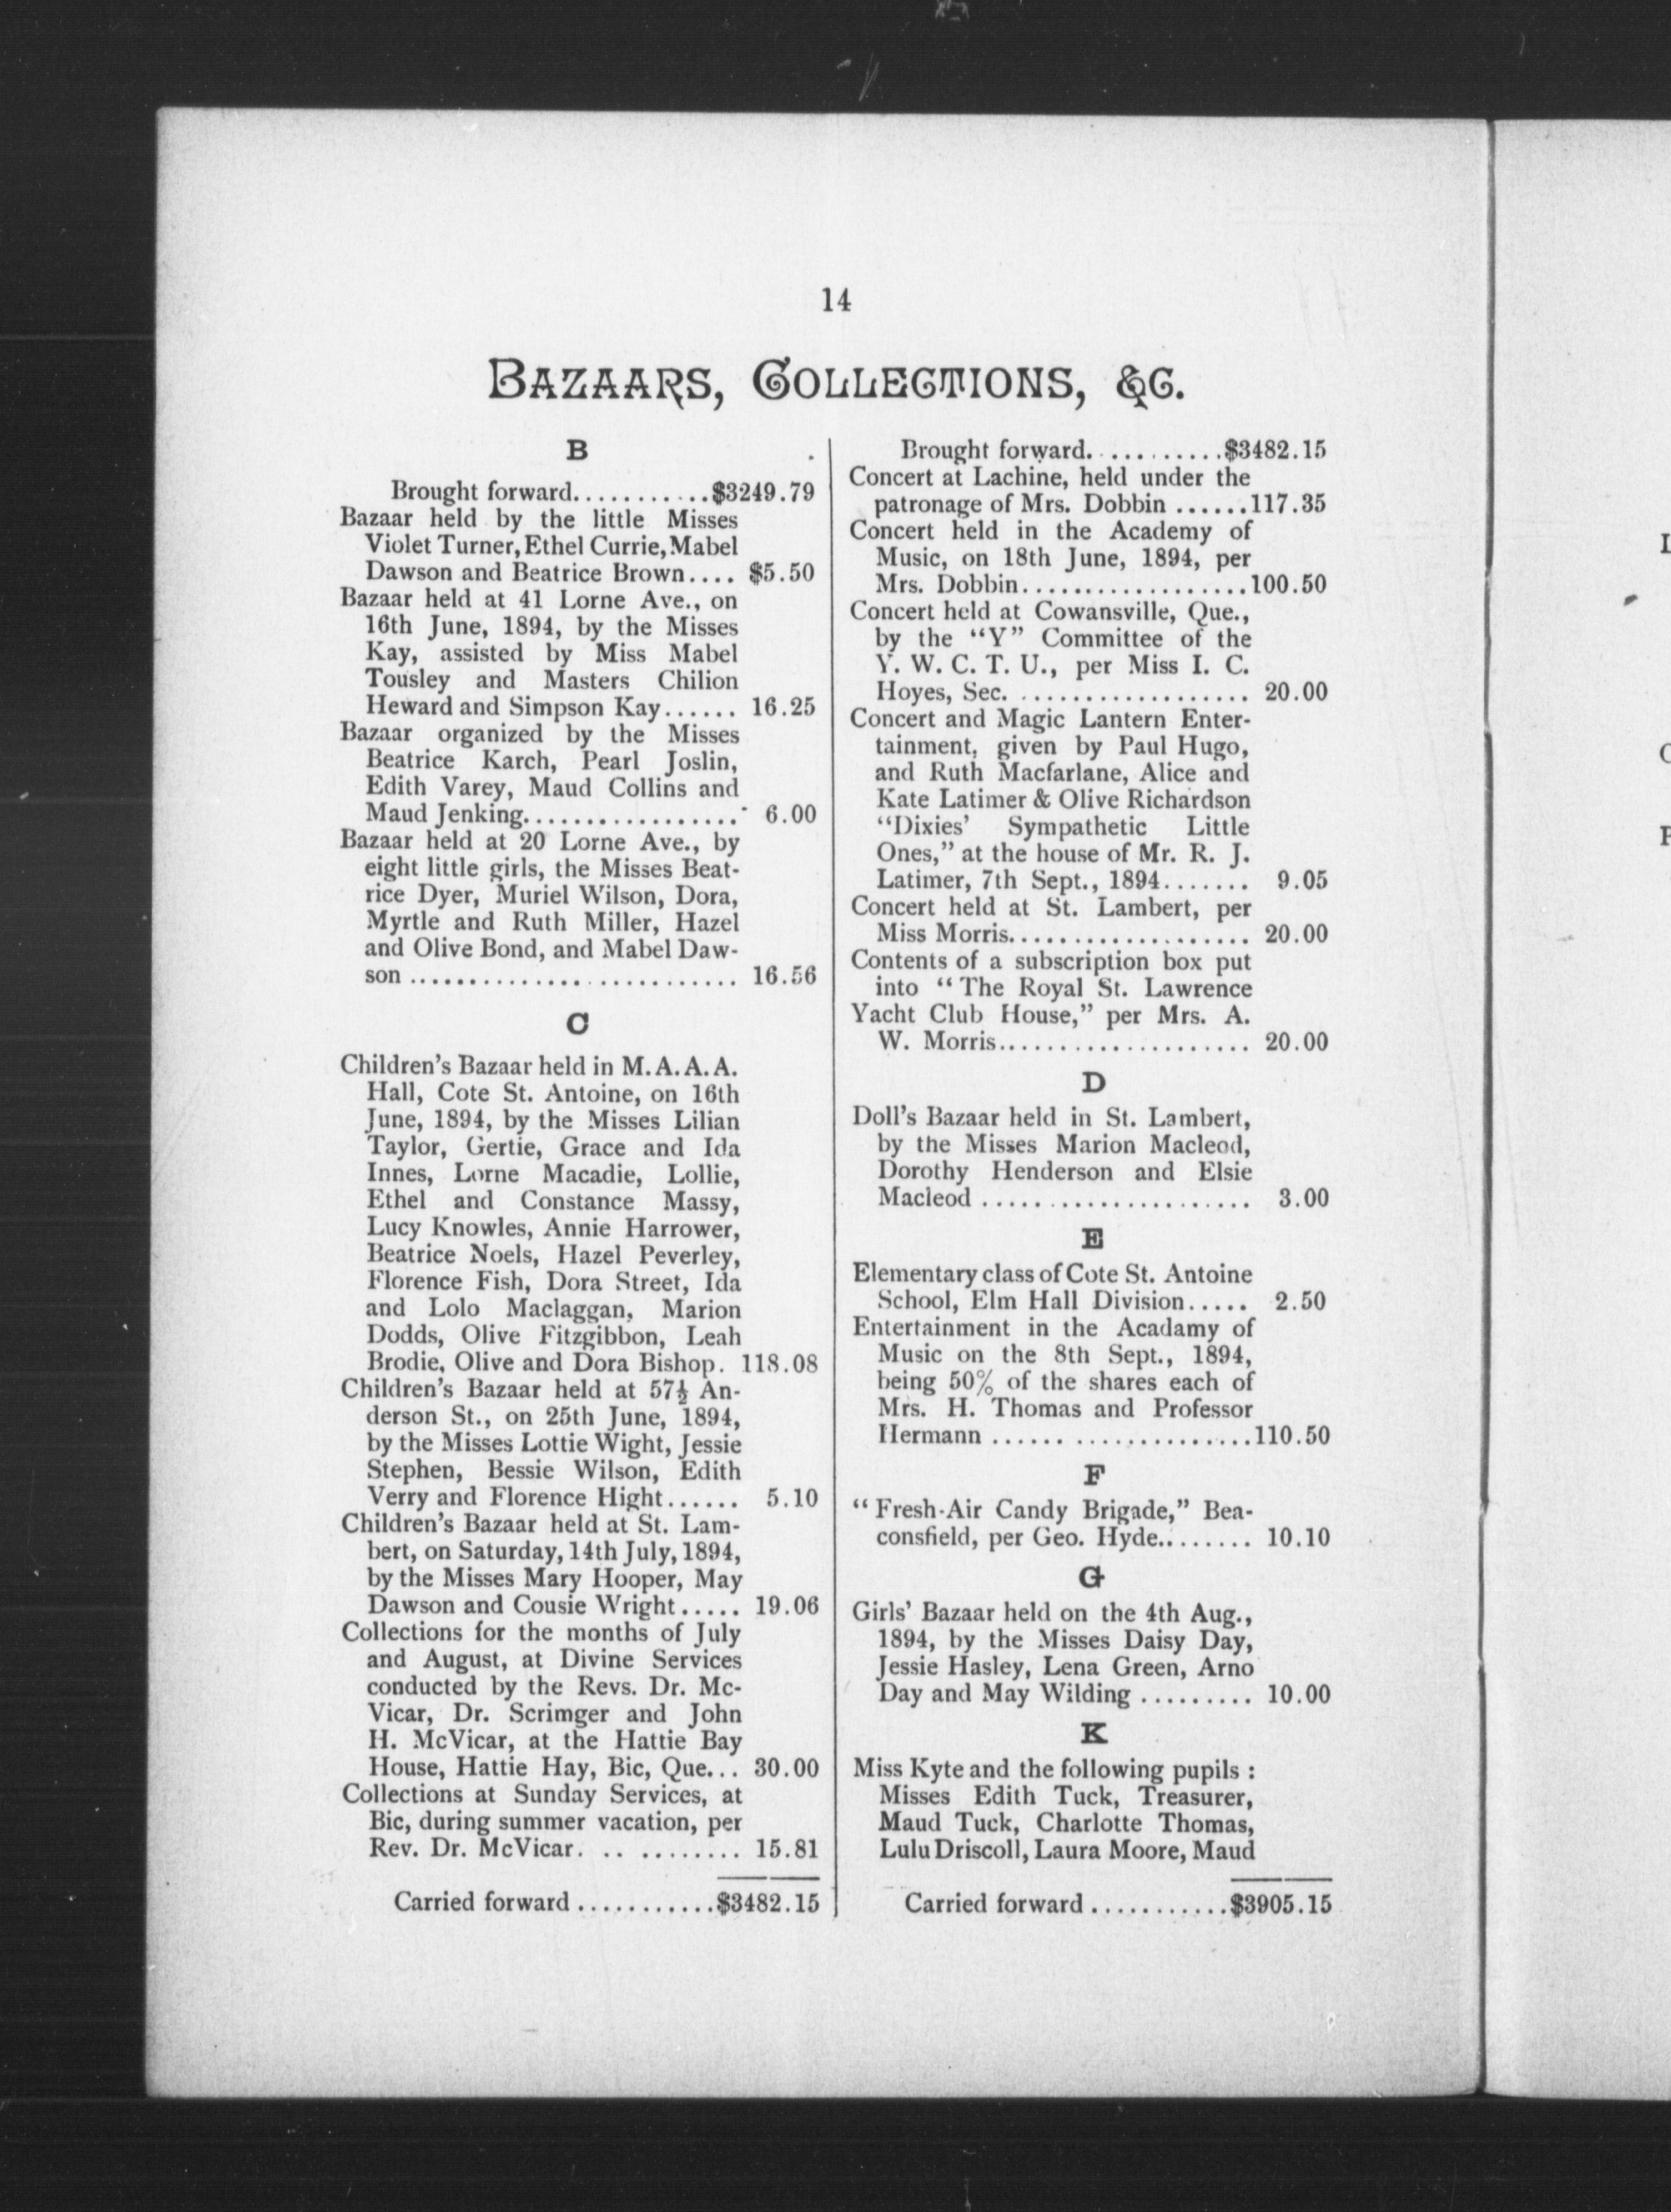 14
BAZAARS, COLLECTIONS, &C.
B
Brought forward...........$3249.79
Bazaar held by the little Misses
Violet Turner, Ethel Currie, Mabel
Dawson and Beatrice Brown.... $5.50
Bazaar held at 41 Lorne Ave., on
16th June, 1894, by the Misses
Kay, assisted by Miss Mabel
Tousley and Masters Chilion
Heward and Simpson Kay...... 16.25
Bazaar organized by the Misses
Beatrice Karch, Pearl Joslin,
Edith Varey, Maud Collins and
Maud Jenking................. 6.00
Bazaar held at 20 Lorne Ave., by
eight little girls, the Misses Beat-
rice Dyer, Muriel Wilson, Dora,
Myrtle and Ruth Miller, Hazel
and Olive Bond, and Mabel Daw-
son ........................... 16.56
C
Children's Bazaar held in M.A.A.A.
Hall, Cote St. Antoine, on 16th
June, 1894, by the Misses Lilian
Taylor, Gertie, Grace and Ida
Innes, Lorne Macadie, Lollie,
Ethel and Constance Massy,
Lucy Knowles, Annie Harrower,
Beatrice Noels, Hazel Peverley,
Florence Fish, Dora Street, Ida
and Lolo Maclaggan, Marion
Dodds, Olive Fitzgibbon, Leah
Brodie, Olive and Dora Bishop. 118.08
Children's Bazaar held at 57½ An-
derson St., on 25th June, 1894,
by the Misses Lottie Wight, Jessie
Stephen, Bessie Wilson, Edith
Verry and Florence Hight...... 5.10
Children's Bazaar held at St. Lam-
bert, on Saturday, 14th July, 1894,
by the Misses Mary Hooper, May
Dawson and Cousie Wright..... 19.06
Collections for the months of July
and August, at Divine Services
conducted by the Revs. Dr. Mc-
Vicar, Dr. Scrimger and John
H. McVicar, at the Hattie Bay
House, Hattie Hay, Bic, Que... 30.00
Collections at Sunday Services, at
Bic, during summer vacation, per
Rev. Dr. McVicar. .. ........ 15.81
Carried forward...........$3482.15
Brought forward...........$3482.15
Concert at Lachine, held under the
patronage of Mrs. Dobbin ......117.35
Concert held in the Academy of
Music, on 18th June, 1894, per
Mrs. Dobbin..................100.50
Concert held at Cowansville, Que.,
by the "Y" Committee of the
Y. W. C. T. U., per Miss I. C.
Hoyes, Sec. .................. 20.00
Concert and Magic Lantern Enter-
tainment, given by Paul Hugo,
and Ruth Macfarlane, Alice and
Kate Latimer & Olive Richardson
"Dixies' Sympathetic Little
Ones," at the house of Mr. R. J.
Latimer, 7th Sept., 1894....... 9.05
Concert held at St. Lambert, per
Miss Morris................... 20.00
Contents of a subscription box put
into "The Royal St. Lawrence
Yacht Club House," per Mrs. A.
W. Morris.................... 20.00
D
Doll's Bazaar held in St. Lambert,
by the Misses Marion Macleod,
Dorothy Henderson and Elsie
Macleod ..................... 3.00
E
Elementary class of Cote St. Antoine
School, Elm Hall Division..... 2.50
Entertainment in the Acadamy of
Music on the 8th Sept., 1894,
being 50% of the shares each of
Mrs. H. Thomas and Professor
Hermann ...... ..............110.50
F
"Fresh-Air Candy Brigade," Bea-
consfield, per Geo. Hyde........ 10.10
G
Girls' Bazaar held on the 4th Aug.,
1894, by the Misses Daisy Day,
Jessie Hasley, Lena Green, Arno
Day and May Wilding ......... 10.00
K
Miss Kyte and the following pupils :
Misses Edith Tuck, Treasurer,
Maud Tuck, Charlotte Thomas,
Lulu Driscoll, Laura Moore, Maud
Carried forward...........$3905.15